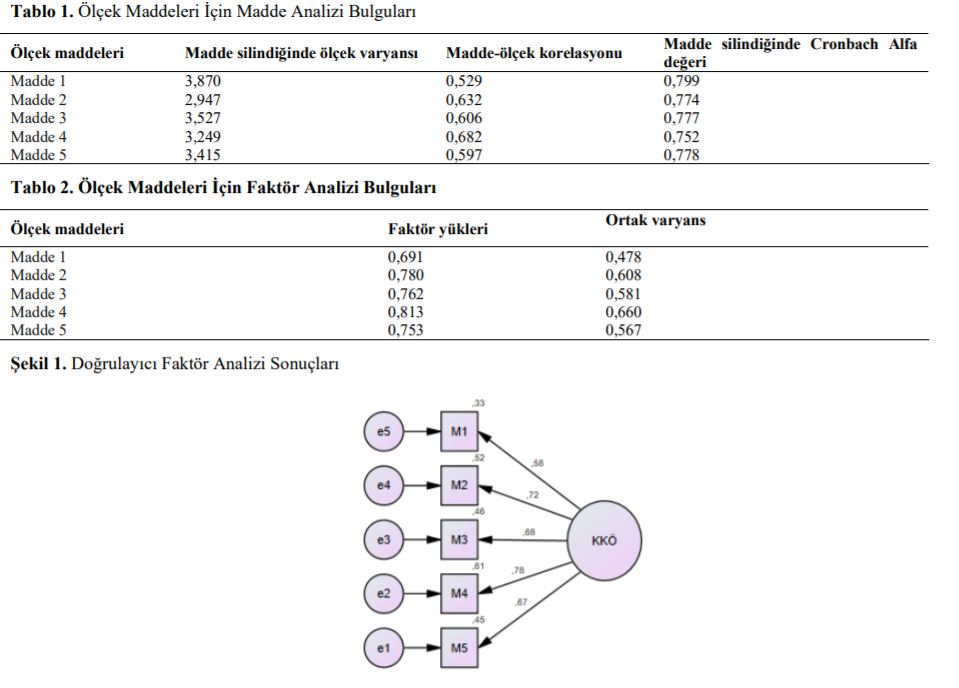 Tablo 1. Ölçek Maddeleri İçin Madde Analizi Bulguları
Ölçek maddeleri Madde silindiğinde ölçek varyansı Madde-ölçek korelasyonu Madde silindiğinde Cronbach Alfa değeri
Madde 1 3,870 0,529 0,799
Madde 2 2,947 0,632 0,774
Madde 3 3,527 0,606 0,777
Madde 4 3,249 0,682 0,752
Madde 5 3,415 0,597 0,778
Tablo 2. Ölçek Maddeleri İçin Faktör Analizi Bulguları
Ölçek maddeleri Faktör yükleri Ortak varyans
Madde 1 0,691 0,478
Madde 2 0,780 0,608
Madde 3 0,762 0,581
Madde 4 0,813 0,660
Madde 5 0,753 0,567
Şekil 1. Doğrulayıcı Faktör Analizi Sonuçları
,33
e5 M1
,52
,58
e4 M2
,72
,46
e3 M3 ,68 KKÖ
,61
,78
e2 M4
,67
,45
e1 M5